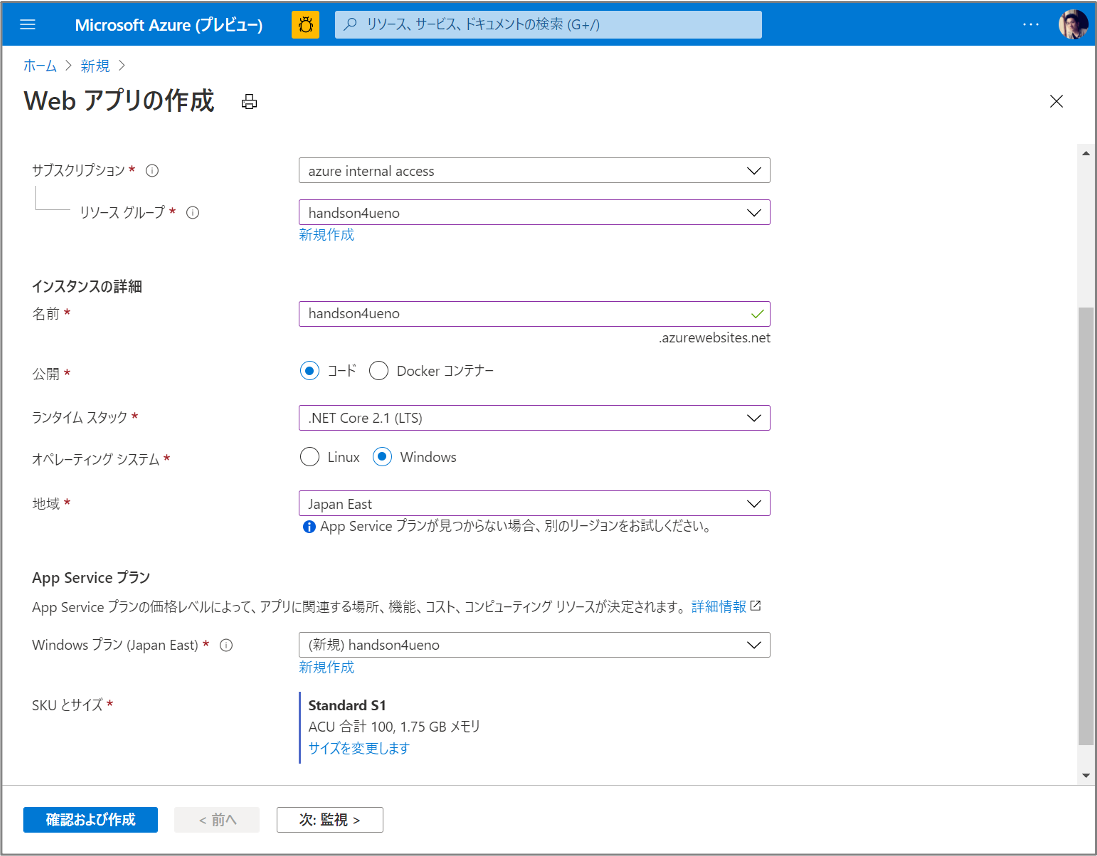 Microsoft Azure (プレビュー)
リソース、サービス、ドキュメントの検索 (G+/)
ホーム > 新規 >
Web アプリの作成
サブスクリプション *
azure internal access
リソース グループ *
handson4ueno
新規作成
インスタンスの詳細
名前 *
handson4ueno
.azurewebsites.net
公開 *
コード Docker コンテナー
ランタイム スタック *
.NET Core 2.1 (LTS)
オペレーティング システム *
Linux Windows
地域 *
Japan East
App Service プランが見つからない場合、別のリージョンをお試しください。
App Service プラン
App Service プランの価格レベルによって、アプリに関連する場所、機能、コスト、コンピューティング リソースが決定されます。 詳細情報
Windows プラン (Japan East) *
(新規) handson4ueno
新規作成
SKU とサイズ *
Standard S1
ACU 合計 100, 1.75 GB メモリ
サイズを変更します
確認および作成
< 前へ
次: 監視 >